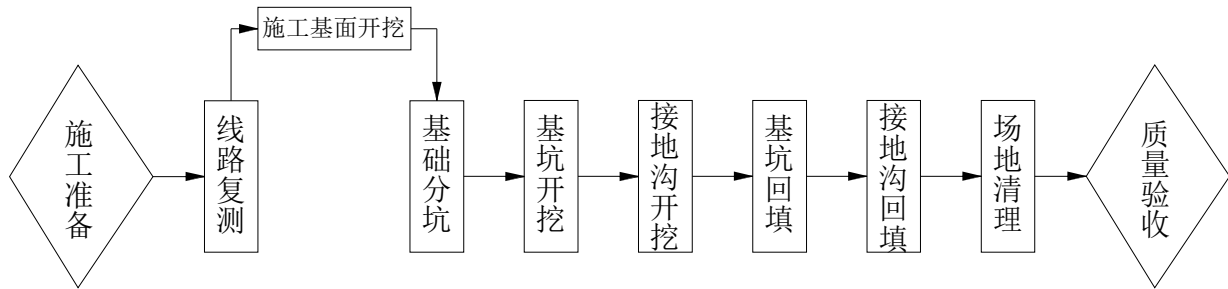 施工基面开挖
施工准备
线路复测
基础分坑
基坑开挖
接地沟开挖
基坑回填
接地沟回填
场地清理
质量验收